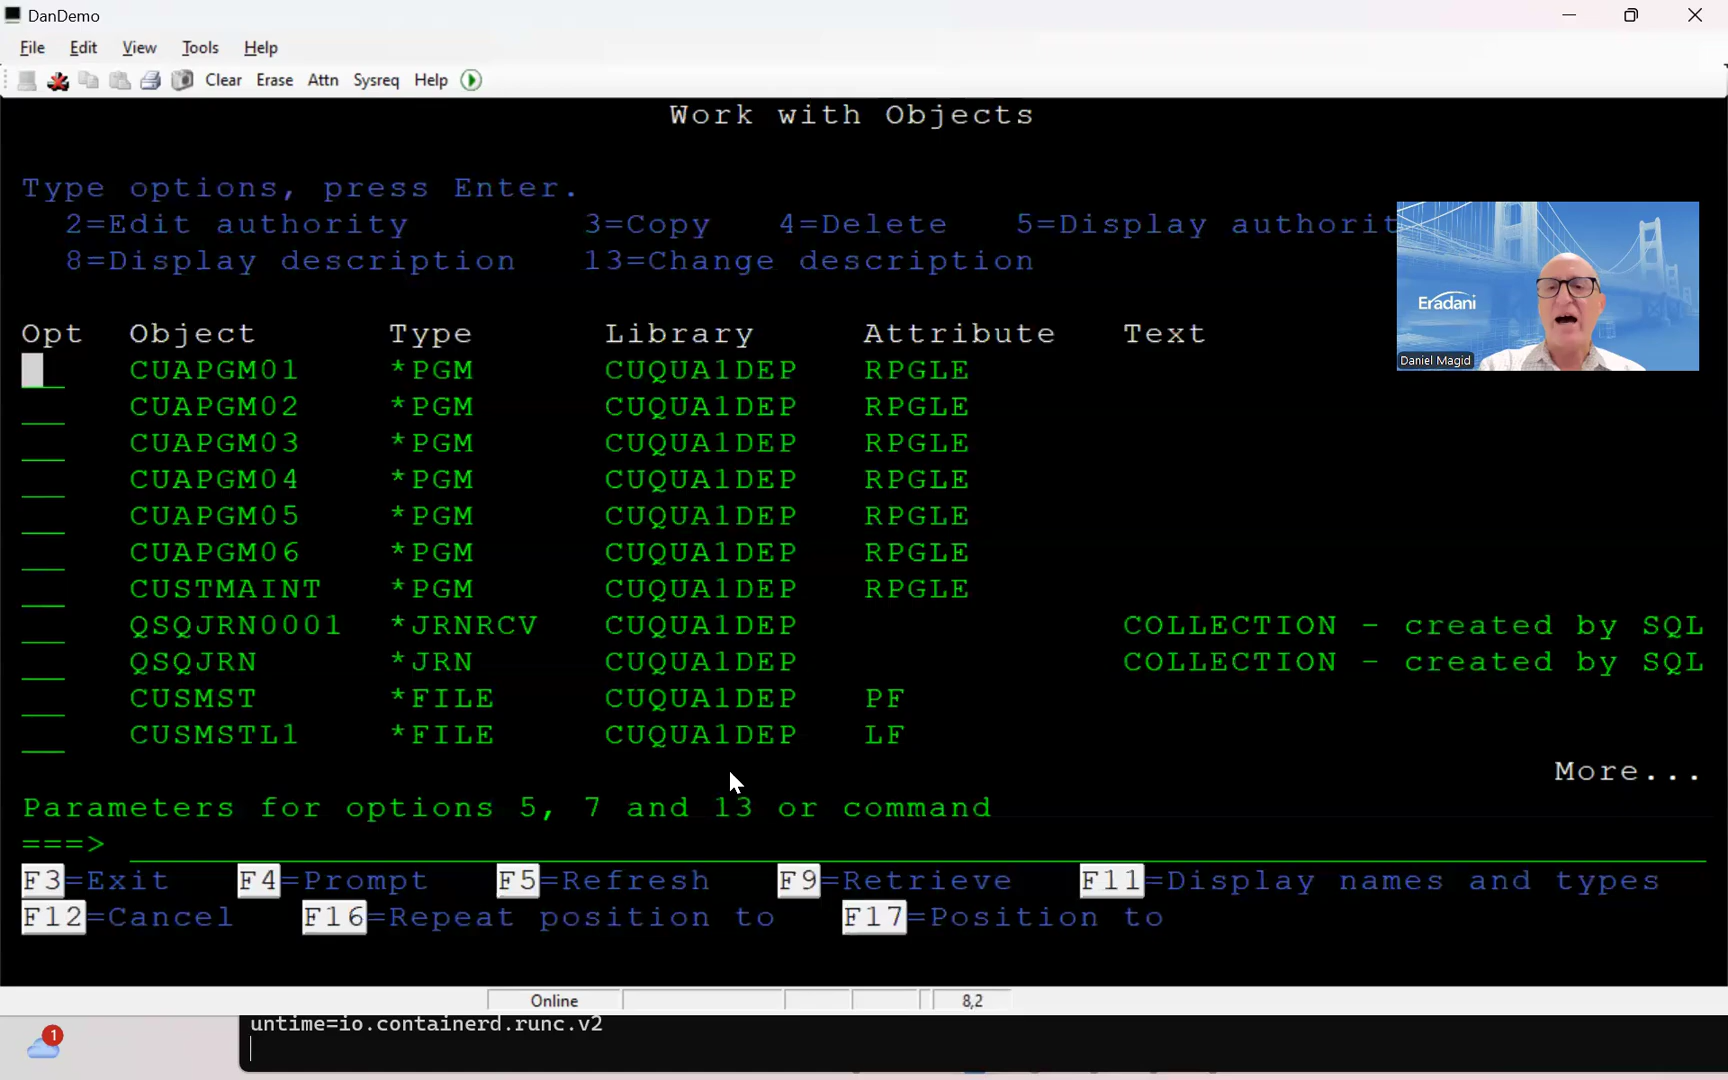 DanDemo
File Edit View Tools Help
Clear Erase Attn Sysreq Help
Work with Objects
Type options, press Enter.
2=Edit authority 3=Copy 4=Delete 5=Display authorit
8=Display description 13=Change description
Eradani
Daniel Magid
Opt Object Type Library Attribute Text
CUAPGM01 *PGM CUQUA1DEP RPGLE
CUAPGM02 *PGM CUQUA1DEP RPGLE
CUAPGM03 *PGM CUQUA1DEP RPGLE
CUAPGM04 *PGM CUQUA1DEP RPGLE
CUAPGM05 *PGM CUQUA1DEP RPGLE
CUAPGM06 *PGM CUQUA1DEP RPGLE
CUSTMAINT *PGM CUQUA1DEP RPGLE
QSQJRN0001 *JRNRCV CUQUA1DEP COLLECTION - created by SQL
QSQJRN *JRN CUQUA1DEP COLLECTION - created by SQL
CUSMST *FILE CUQUA1DEP PF
CUSMSTL1 *FILE CUQUA1DEP LF
More...
Parameters for options 5, 7 and 13 or command
===>
F3=Exit F4=Prompt F5=Refresh F9=Retrieve F11=Display names and types
F12=Cancel F16=Repeat position to F17=Position to
Online 8,2
untime=io.containerd.runc.v2
1